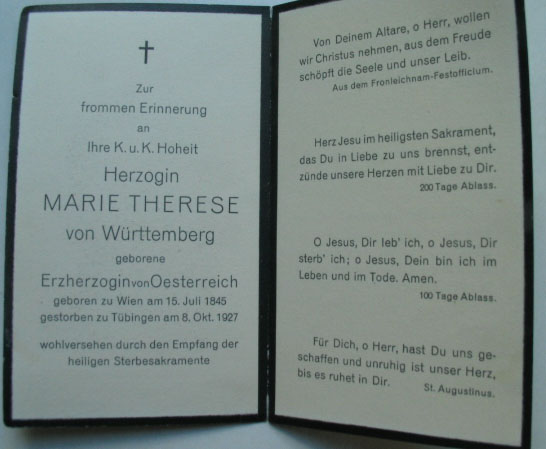 Zur
frommen Erinnerung
an
Ihre K. u. K. Hoheit
Herzogin
MARIE THERESE
von Württemberg
geborene
Erzherzogin von Oesterreich
geboren zu Wien am 15. Juli 1845
gestorben zu Tübingen am 8. Okt. 1927
wohlversehen durch den Empfang der
heiligen Sterbesakramente
Von Deinem Altare, o Herr, wollen
wir Christus nehmen, aus dem Freude
schöpft die Seele und unser Leib.
Aus dem Fronleichnam-Festofficium.
Herz Jesu im heiligsten Sakrament,
das Du in Liebe zu uns brennst, ent-
zünde unsere Herzen mit Liebe zu Dir.
200 Tage Ablass.
O Jesus, Dir leb' ich, o Jesus, Dir
sterb' ich; o Jesus, Dein bin ich im
Leben und im Tode. Amen.
100 Tage Ablass.
Für Dich, o Herr, hast Du uns ge-
schaffen und unruhig ist unser Herz,
bis es ruhet in Dir. St. Augustinus.